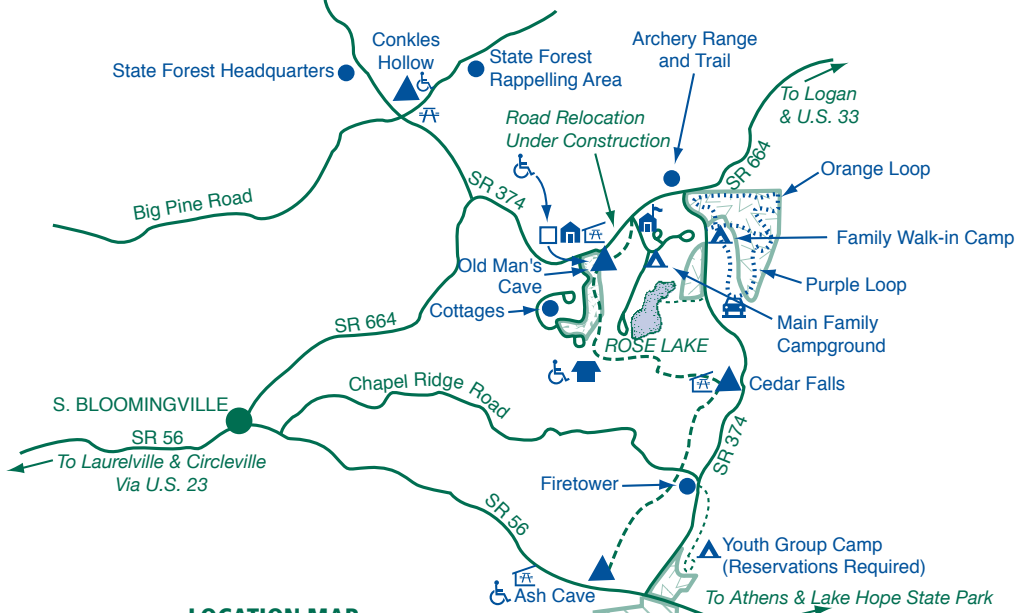 Conkles
Hollow
State Forest Headquarters
State Forest
Rappelling Area
Archery Range
and Trail
To Logan
& U.S. 33
Road Relocation
Under Construction
SR 664
Orange Loop
SR 374
Big Pine Road
Family Walk-in Camp
Old Man's
Cave
Purple Loop
Cottages
Main Family
Campground
SR 664
ROSE LAKE
Chapel Ridge Road
Cedar Falls
S. BLOOMINGVILLE
SR 56
To Laurelville & Circleville
Via U.S. 23
SR 374
Firetower
SR 56
Youth Group Camp
(Reservations Required)
Ash Cave
To Athens & Lake Hope State Park
LOCATION MAP